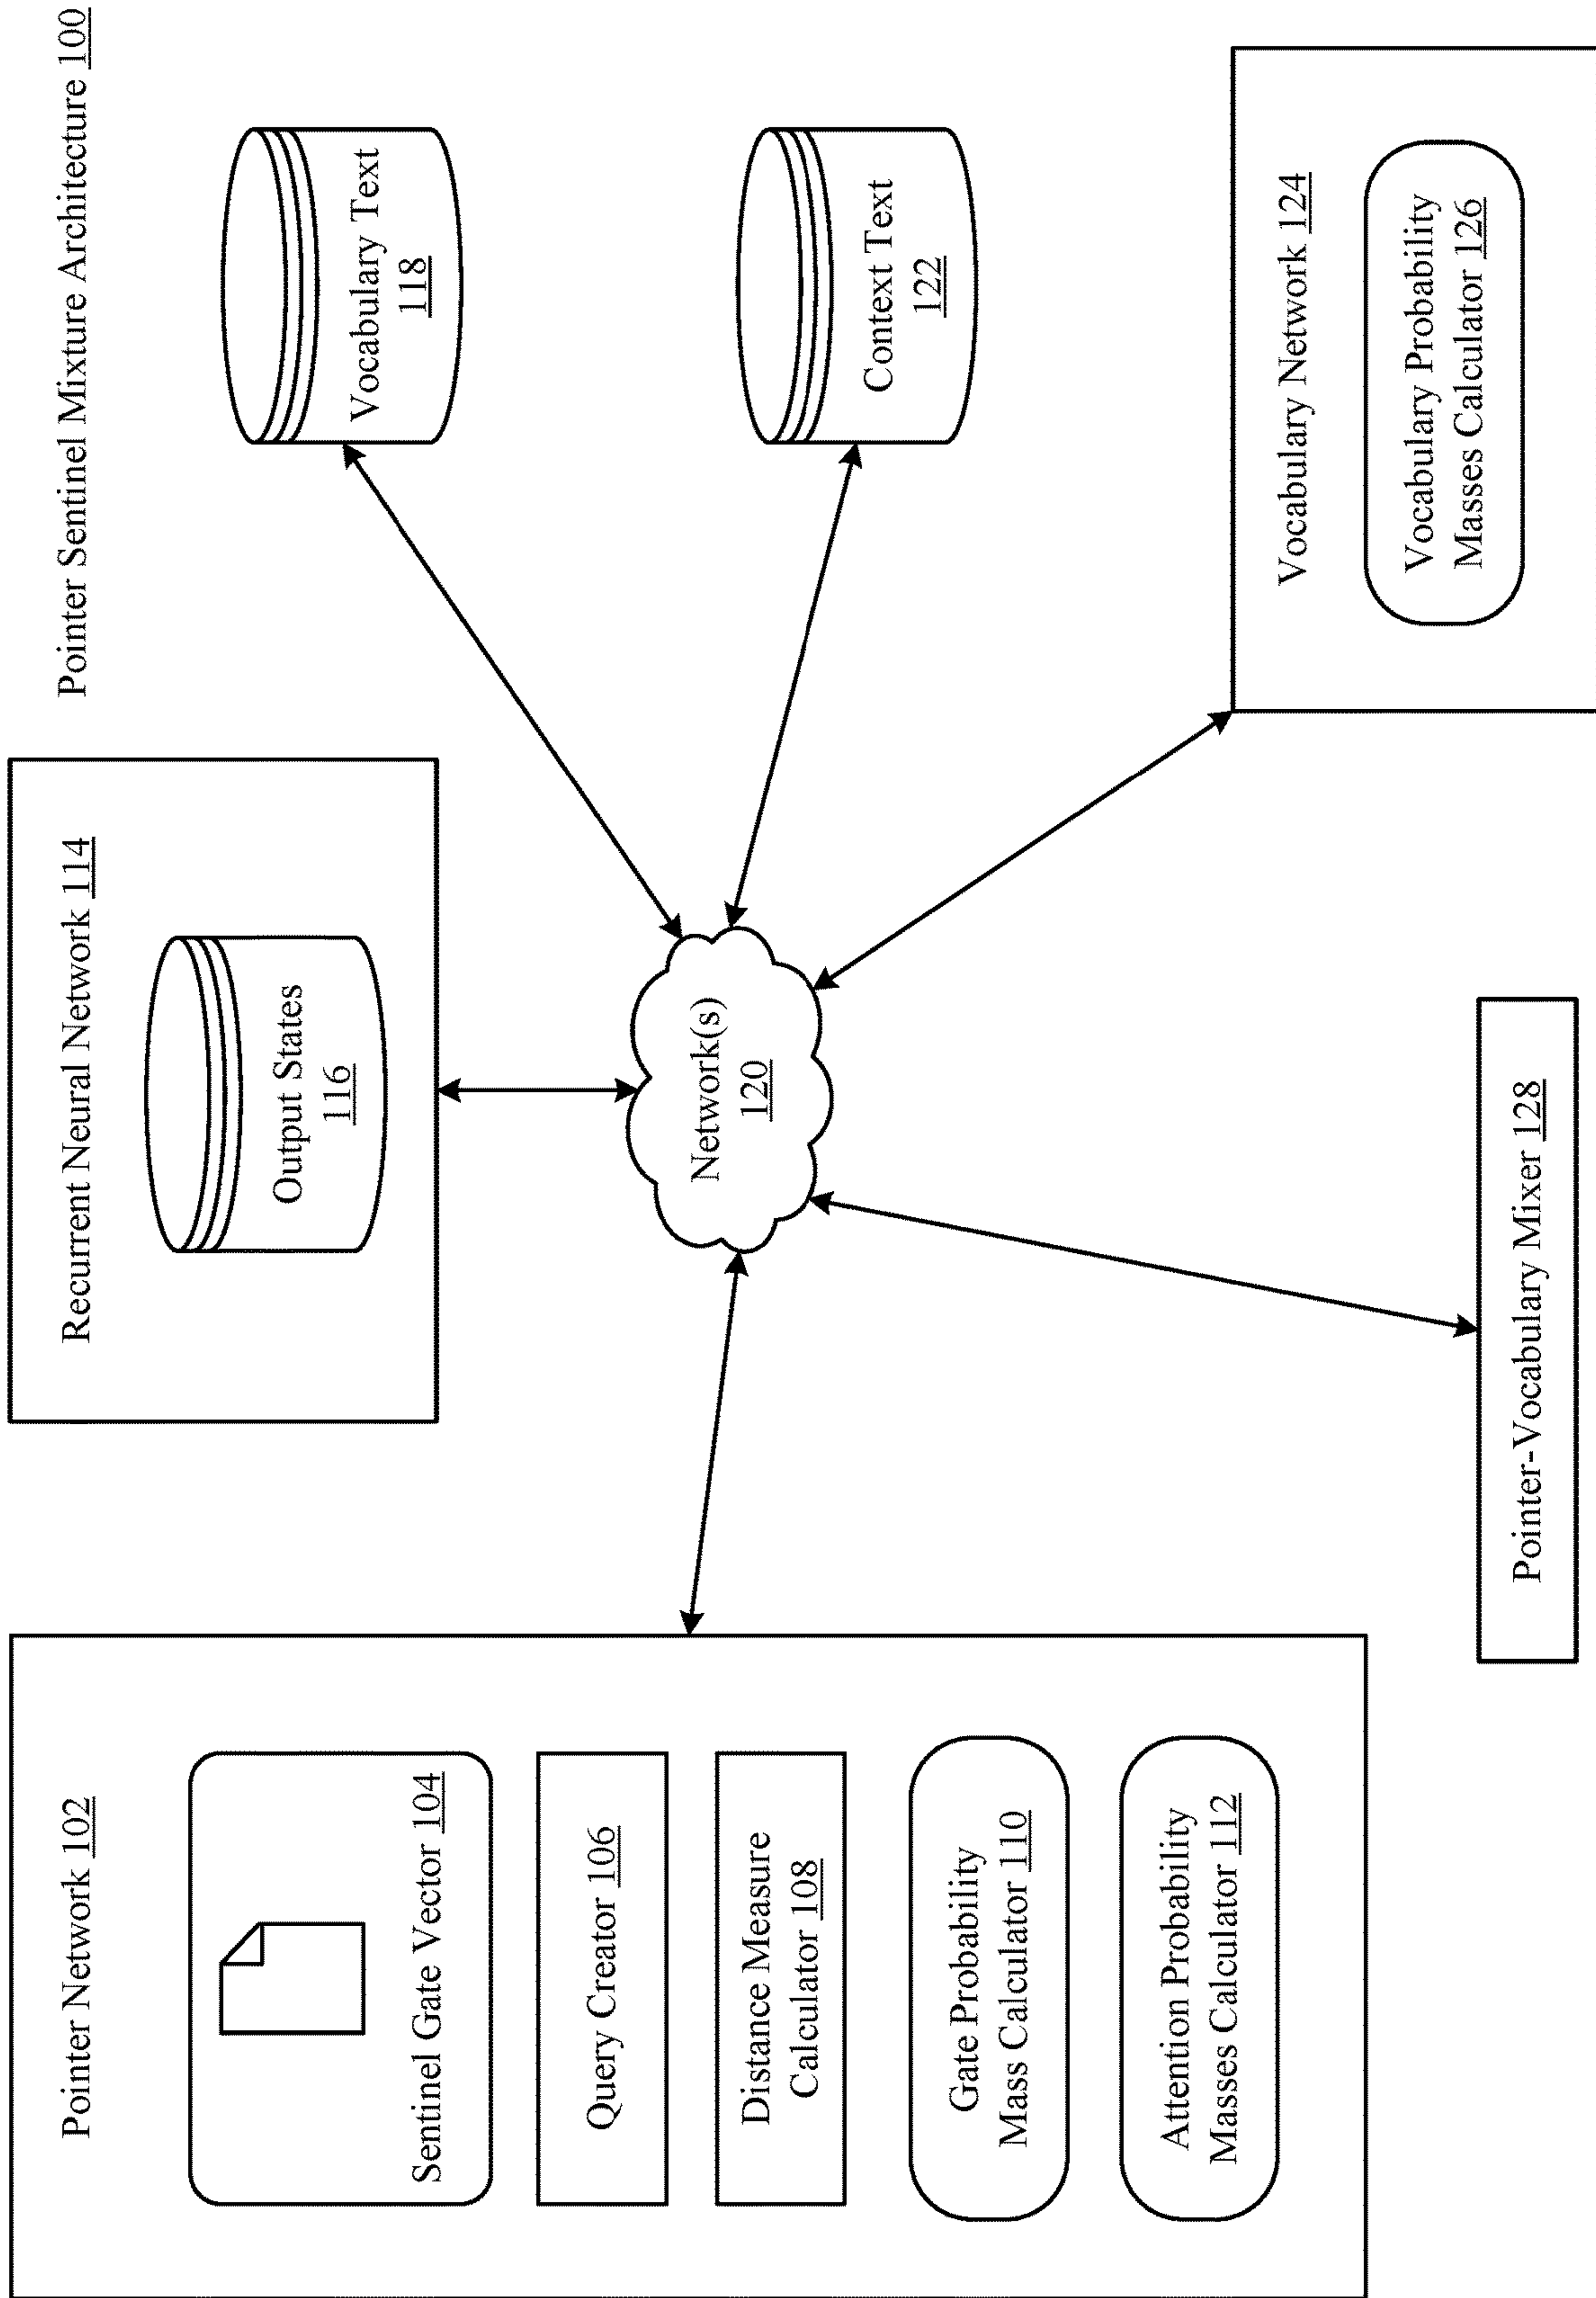 Pointer Sentinel Mixture Architecture 100
Pointer Network 102
Sentinel Gate Vector 104
Query Creator 106
Distance Measure
Calculator 108
Gate Probability
Mass Calculator 110
Attention Probability
Masses Calculator 112
Recurrent Neural Network 114
Output States
116
Vocabulary Text
118
Network(s)
120
Context Text
122
Vocabulary Network 124
Vocabulary Probability
Masses Calculator 126
Pointer-Vocabulary Mixer 128